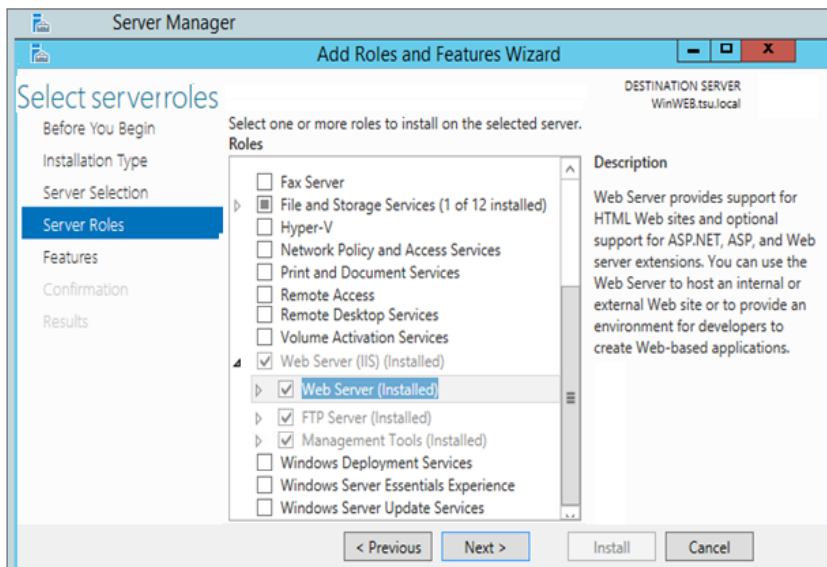 Server Manager
Add Roles and Features Wizard
Select serverroles
DESTINATION SERVER
WinWEB.tsu.local
Before You Begin
Installation Type
Server Selection
Server Roles
Features
Confirmation
Results
Select one or more roles to install on the selected server.
Roles
Fax Server
File and Storage Services (1 of 12 installed)
Hyper-V
Network Policy and Access Services
Print and Document Services
Remote Access
Remote Desktop Services
Volume Activation Services
Web Server (IIS) (Installed)
Web Server (Installed)
FTP Server (Installed)
Management Tools (Installed)
Windows Deployment Services
Windows Server Essentials Experience
Windows Server Update Services
Description
Web Server provides support for
HTML Web sites and optional
support for ASP.NET, ASP, and Web
server extensions. You can use the
Web Server to host an internal or
external Web site or to provide an
environment for developers to
create Web-based applications.
< Previous
Next >
Install
Cancel